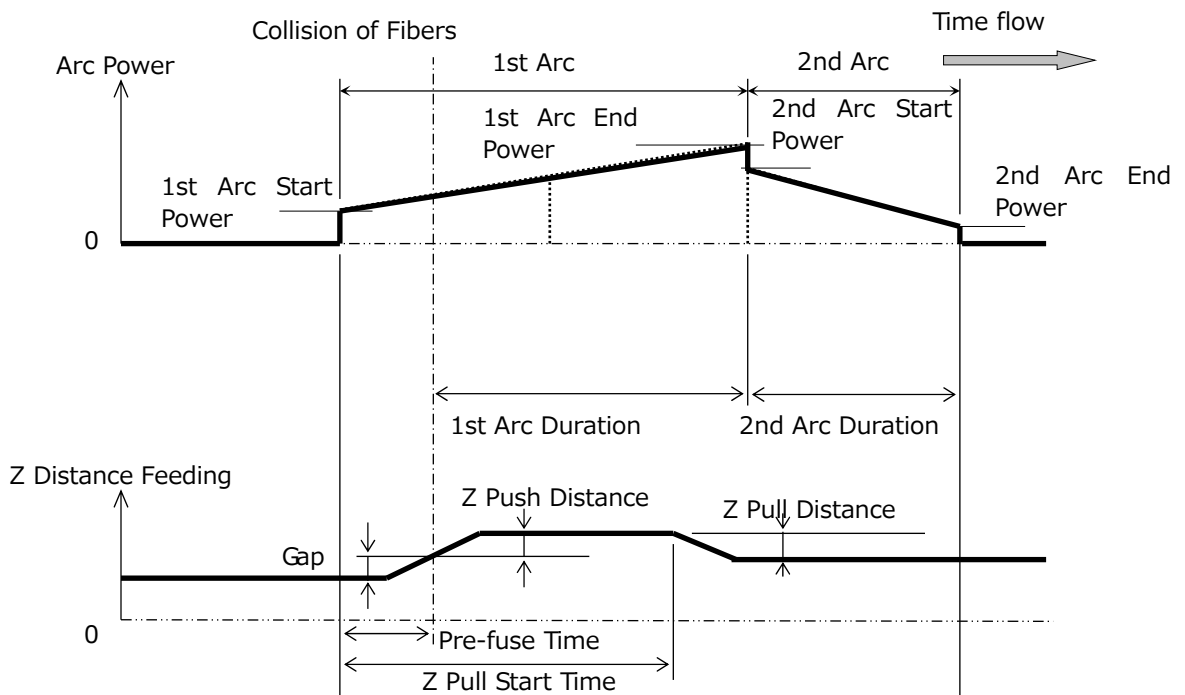 Collision of Fibers
Time flow
Arc Power
1st Arc
2nd Arc
1st Arc End
Power
2nd Arc Start
Power
1st Arc Start
Power
2nd Arc End
Power
0
1st Arc Duration
2nd Arc Duration
Z Distance Feeding
Z Push Distance
Z Pull Distance
Gap
0
Pre-fuse Time
Z Pull Start Time